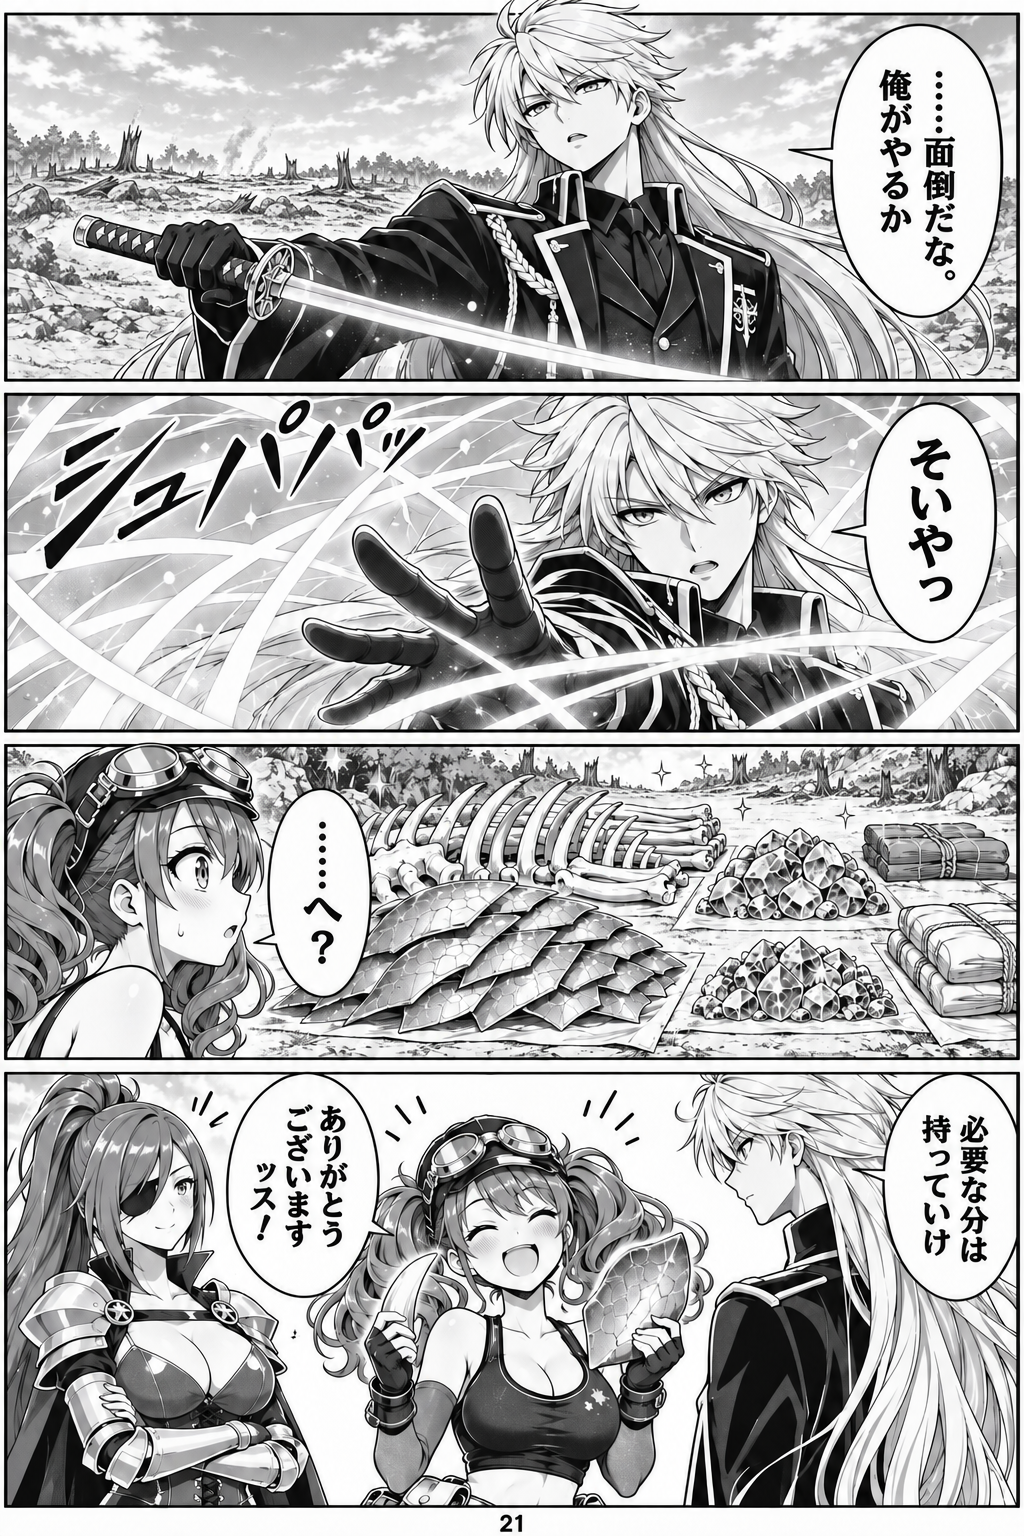 ……面倒だな。
俺がやるか
シュパパッ
そいやっ
……へ？
必要な分は
持っていけ
ありがとう
ございます
ッス！
21